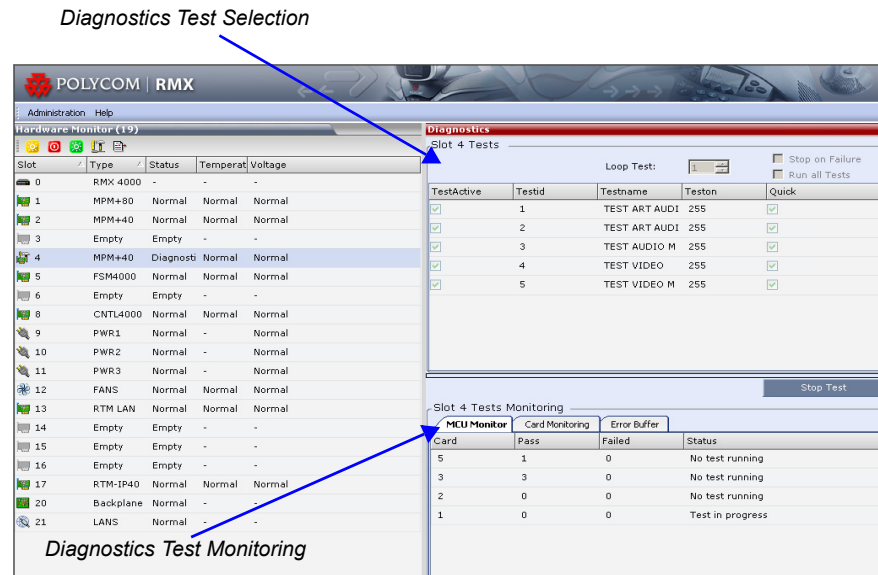 Diagnostics Test Selection
POLYCOM | RMX
Administration Help
Hardware Monitor (19)
Slot Type Status Temperat Voltage
0 RMX 4000 - - -
1 MPM+80 Normal Normal Normal
2 MPM+40 Normal Normal Normal
3 Empty Empty - -
4 MPM+40 Diagnosti Normal Normal
5 FSM4000 Normal Normal Normal
6 Empty Empty - -
8 CNTL4000 Normal Normal Normal
9 PWR1 Normal - Normal
10 PWR2 Normal - Normal
11 PWR3 Normal - Normal
12 FANS Normal Normal Normal
13 RTM LAN Normal Normal Normal
14 Empty Empty - -
15 Empty Empty - -
16 Empty Empty - -
17 RTM-IP40 Normal Normal Normal
20 Backplane Normal - -
21 LANS Normal - -
Diagnostics
Slot 4 Tests
Loop Test: 1
Stop on Failure
Run all Tests
TestActive Testid Testname Teston Quick
1 TEST ART AUDI 255
2 TEST ART AUDI 255
3 TEST AUDIO M 255
4 TEST VIDEO 255
5 TEST VIDEO M 255
Stop Test
Slot 4 Tests Monitoring
MCU Monitor Card Monitoring Error Buffer
Card Pass Failed Status
5 1 0 No test running
3 3 0 No test running
2 0 0 No test running
1 0 0 Test in progress
Diagnostics Test Monitoring